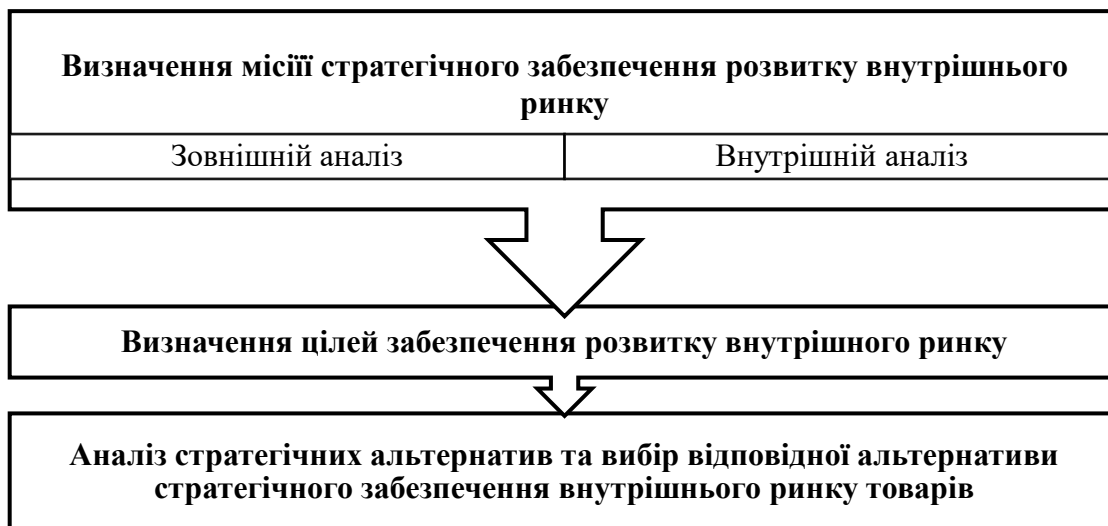 Визначення місіїї стратегічного забезпечення розвитку внутрішнього
ринку
Зовнішній аналіз
Внутрішній аналіз
Визначення цілей забезпечення розвитку внутрішного ринку
Аналіз стратегічних альтернатив та вибір відповідної альтернативи
стратегічного забезпечення внутрішнього ринку товарів